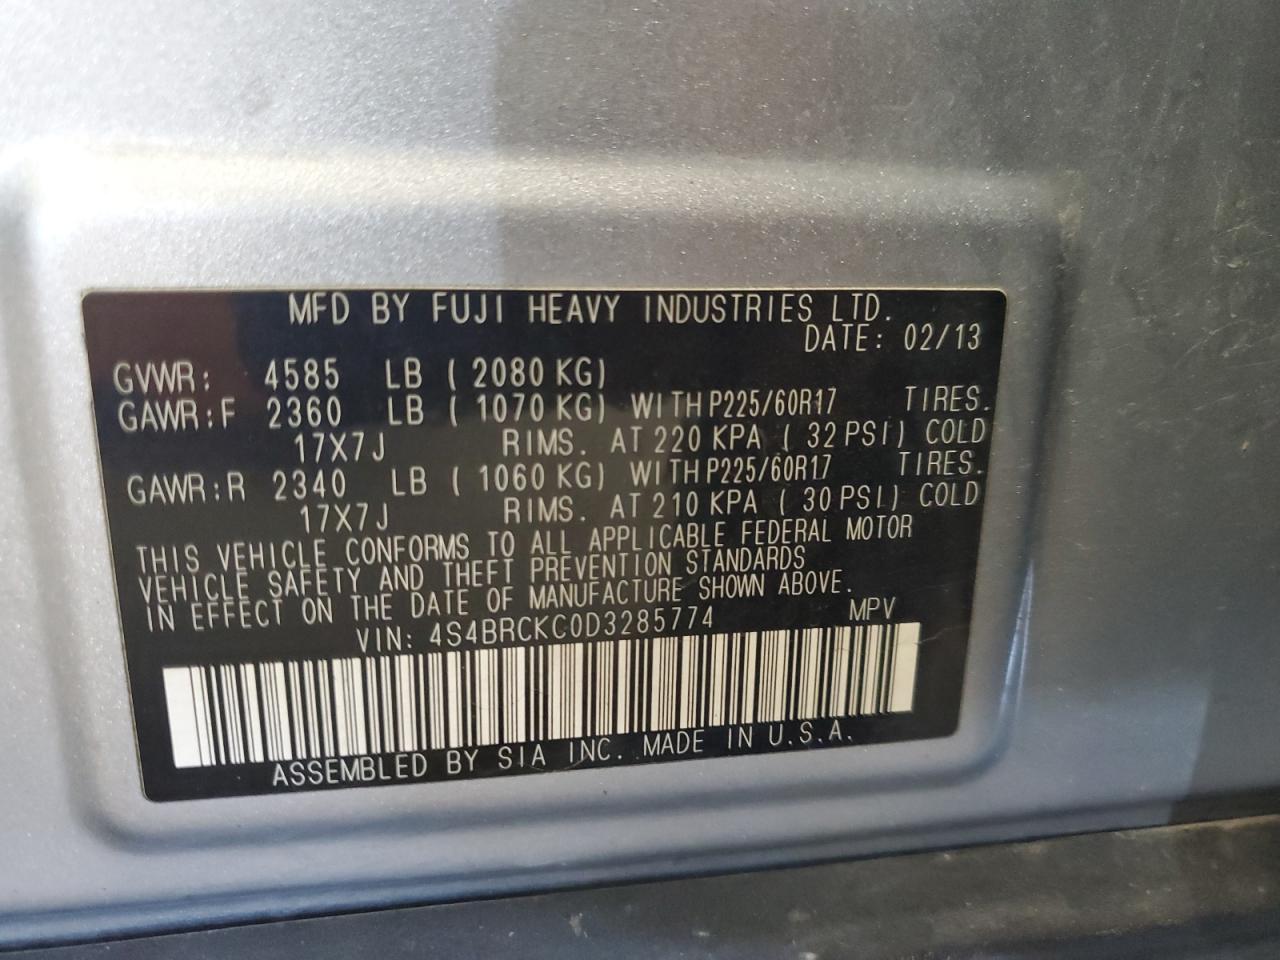 MFD BY FUJI HEAVY INDUSTRIES LTD.
DATE: 02/13
GVWR: 4585 LB ( 2080 KG)
GAWR:F 2360 LB ( 1070 KG) WITH P225/60R17 TIRES.
17X7J RIMS. AT 220 KPA ( 32 PSI) COLD
GAWR:R 2340 LB ( 1060 KG) WITH P225/60R17 TIRES.
17X7J RIMS. AT 210 KPA ( 30 PSI) COLD
THIS VEHICLE CONFORMS TO ALL APPLICABLE FEDERAL MOTOR
VEHICLE SAFETY AND THEFT PREVENTION STANDARDS
IN EFFECT ON THE DATE OF MANUFACTURE SHOWN ABOVE.
VIN: 4S4BRCKC0D3285774 MPV
ASSEMBLED BY SIA INC. MADE IN U.S.A.